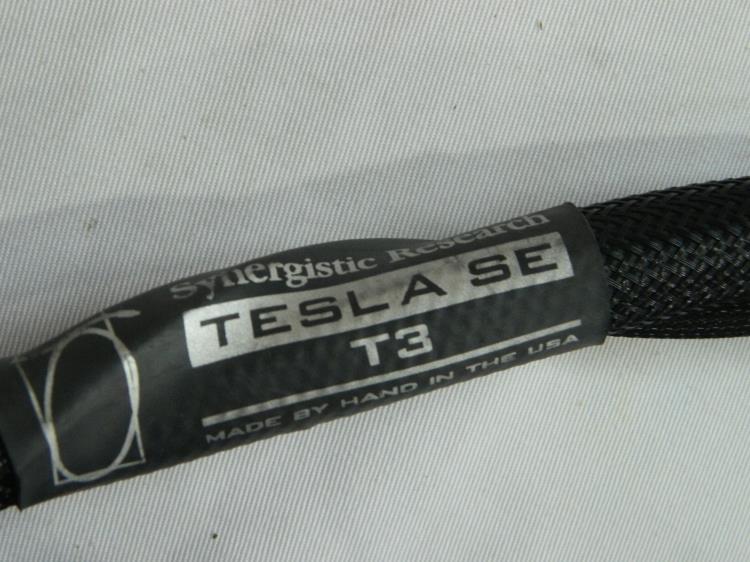 Synergistic Research
TESLA SE
T3
MADE BY HAND IN THE USA